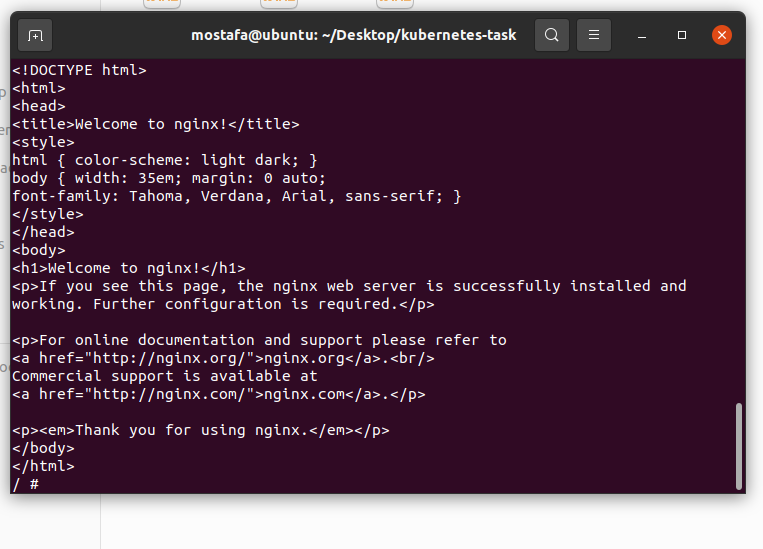 mostafa@ubuntu: ~/Desktop/kubernetes-task
<!DOCTYPE html>
<html>
<head>
<title>Welcome to nginx!</title>
<style>
html { color-scheme: light dark; }
body { width: 35em; margin: 0 auto;
font-family: Tahoma, Verdana, Arial, sans-serif; }
</style>
</head>
<body>
<h1>Welcome to nginx!</h1>
<p>If you see this page, the nginx web server is successfully installed and
working. Further configuration is required.</p>

<p>For online documentation and support please refer to
<a href="http://nginx.org/">nginx.org</a>.<br/>
Commercial support is available at
<a href="http://nginx.com/">nginx.com</a>.</p>

<p><em>Thank you for using nginx.</em></p>
</body>
</html>
/ #